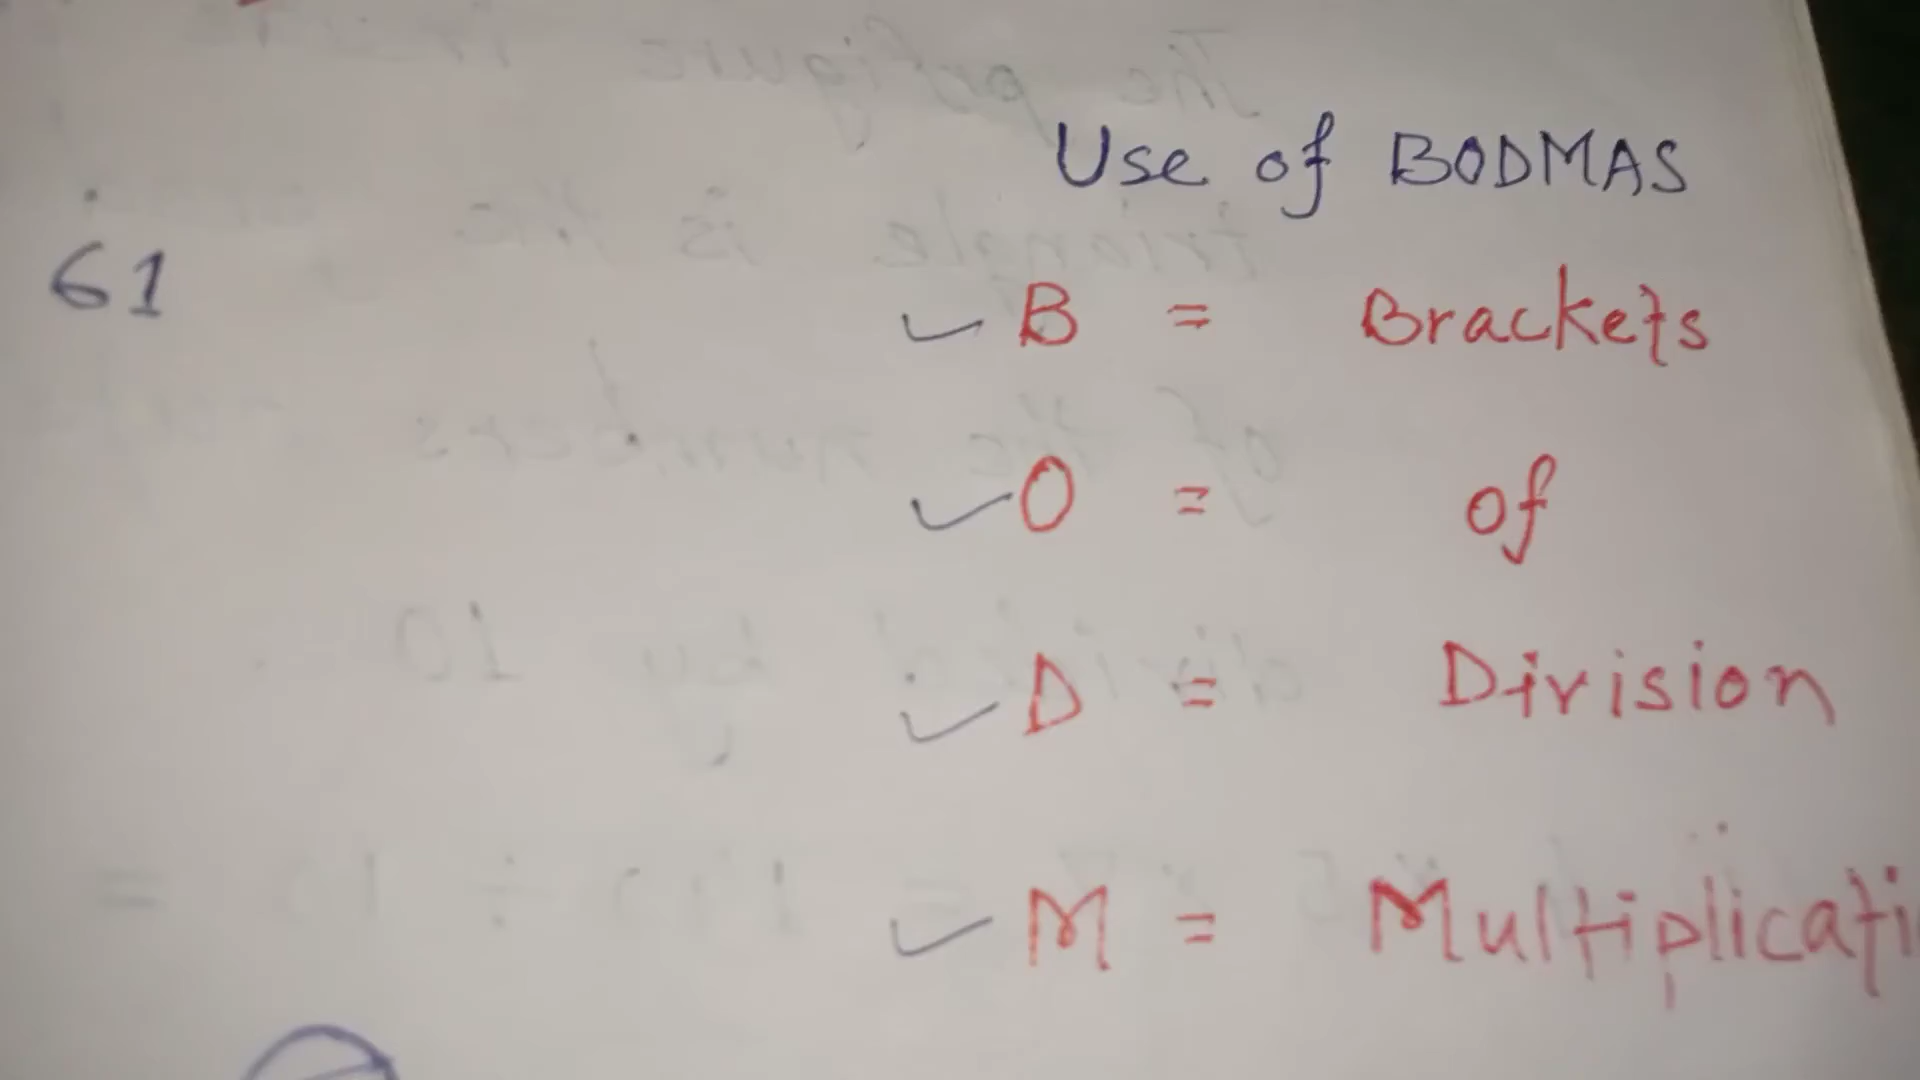 Use of BODMAS
61
B = Brackets
O = of
D = Division
M = Multiplicati